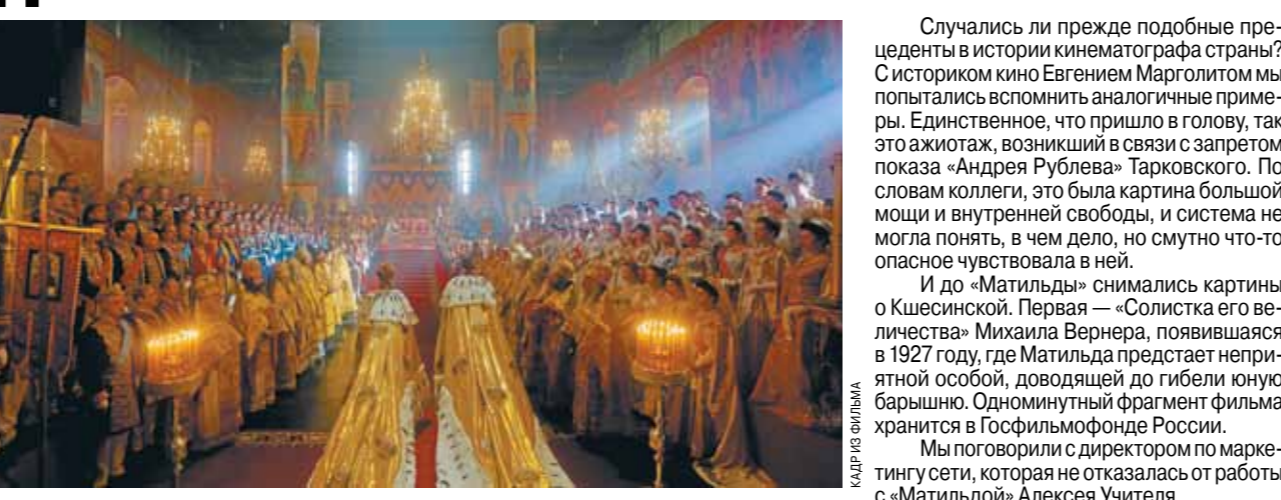 Случались ли прежде подобные пре-
цеденты в истории кинематографа страны?
С историком кино Евгением Марголитом мы
попытались вспомнить аналогичные приме-
ры. Единственное, что пришло в голову, так
это ажиотаж, возникший в связи с запретом
показа «Андрея Рублева» Тарковского. По
словам коллеги, это была картина большой
мощи и внутренней свободы, и система не
могла понять, в чем дело, но смутно что-то
опасное чувствовала в ней.
И до «Матильды» снимались картины
о Кшесинской. Первая — «Солистка его ве-
личества» Михаила Вернера, появившаяся
в 1927 году, где Матильда предстает непри-
ятной особой, доводящей до гибели юную
барышню. Одноминутный фрагмент фильма
хранится в Госфильмофонде России.
Мы поговорили с директором по марке-
тингу сети, которая не отказалась от работы
с «Матильдой» Алексея Учителя.
КАДР ИЗ ФИЛЬМА